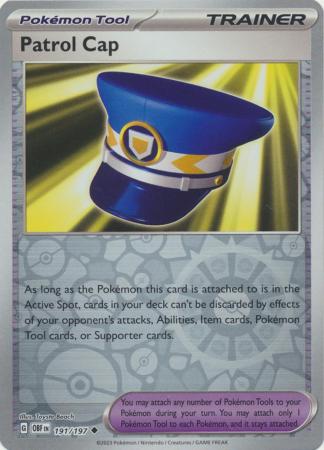 Pokémon Tool
TRAINER
Patrol Cap
As long as the Pokémon this card is attached to is in the
Active Spot, cards in your deck can't be discarded by effects
of your opponent's attacks, Abilities, Item cards, Pokémon
Tool cards, or Supporter cards.
Illus. Toyste Beach
G OBF EN 191/197
You may attach any number of Pokémon Tools to your
Pokémon during your turn. You may attach only 1
Pokémon Tool to each Pokémon, and it stays attached.
©2023 Pokémon / Nintendo / Creatures / GAME FREAK